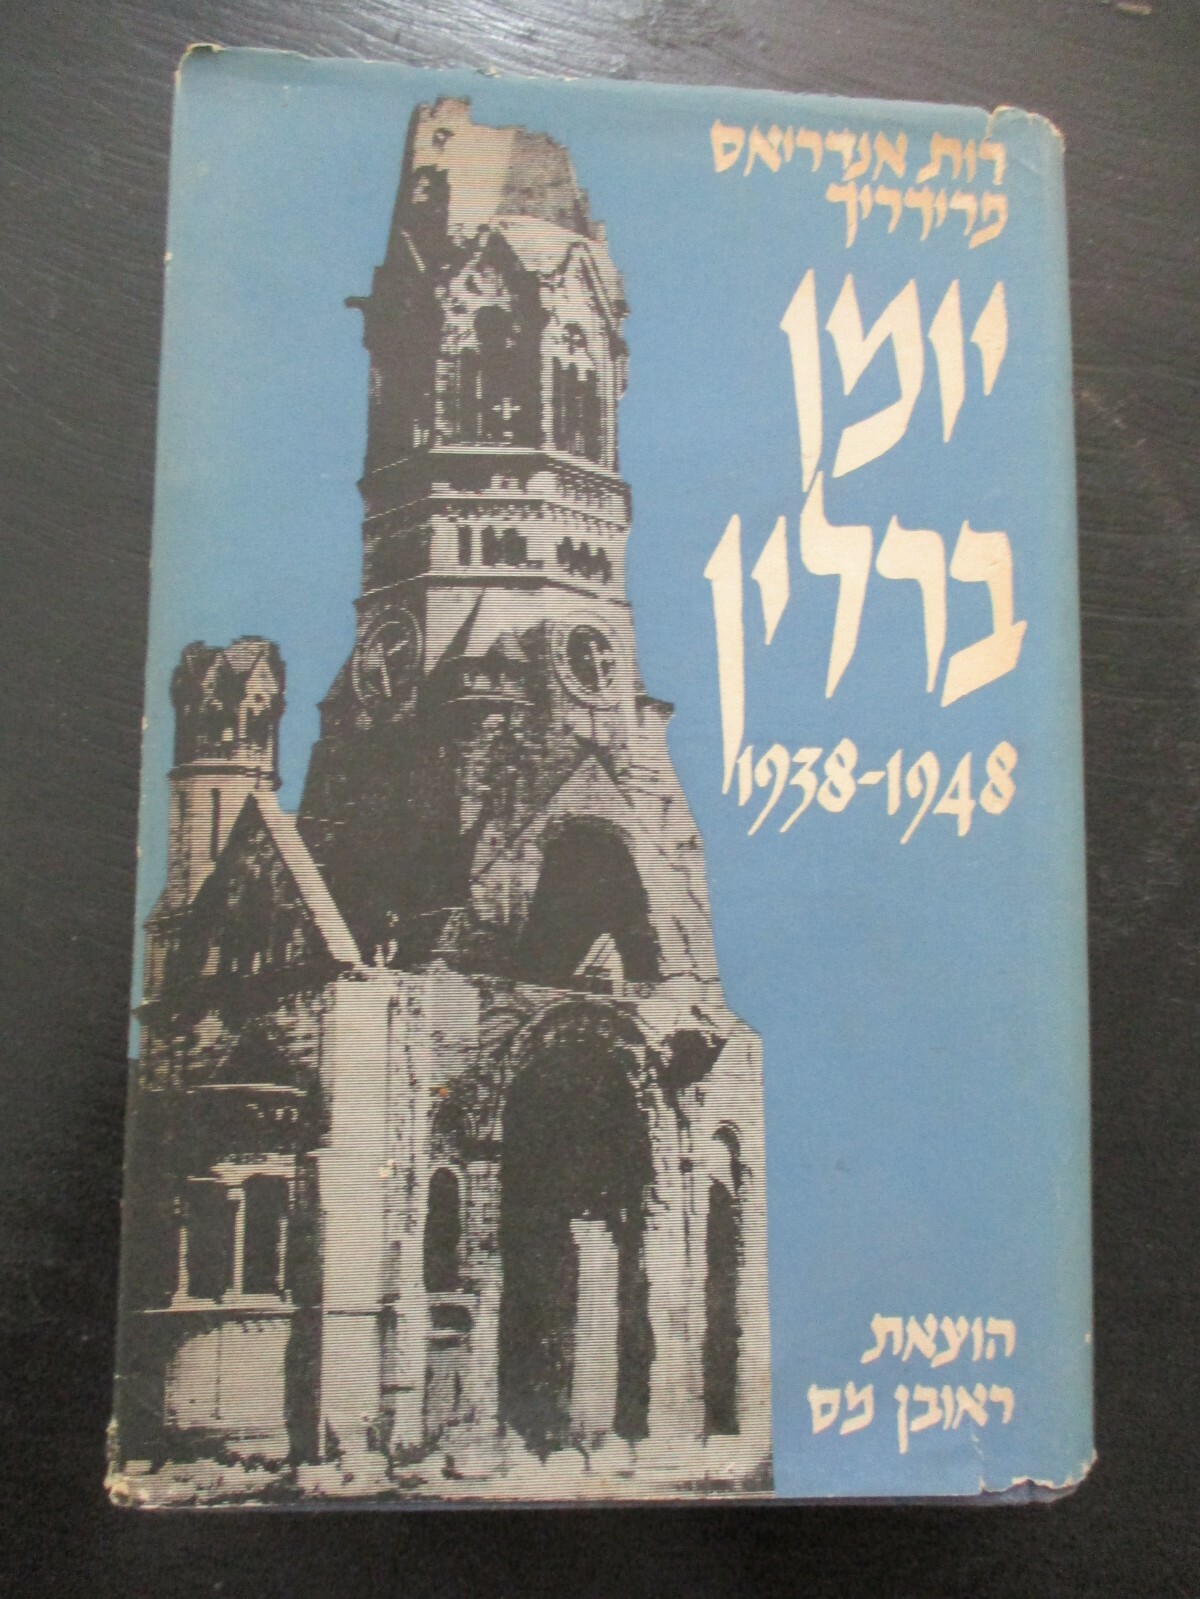 רות אנדריאס
פרידריך
יומן
ברלין
1938-1948
הוצאת
ראובן מס